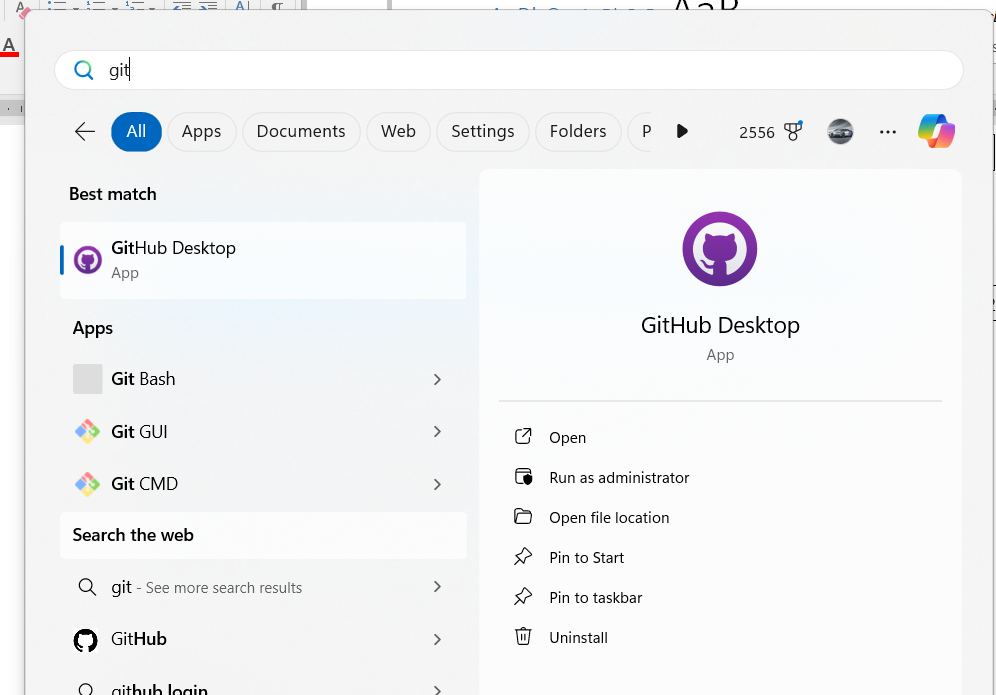 git
All Apps Documents Web Settings Folders P 2556
Best match
GitHub Desktop
App
Apps
Git Bash
Git GUI
Git CMD
Search the web
git - See more search results
GitHub
github login
GitHub Desktop
App
Open
Run as administrator
Open file location
Pin to Start
Pin to taskbar
Uninstall